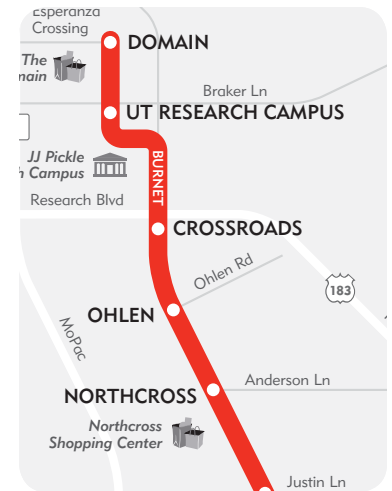 Esperanza
Crossing
DOMAIN
The
main
Braker Ln
UT RESEARCH CAMPUS
JJ Pickle
h Campus
BURNET
Research Blvd
CROSSROADS
Ohlen Rd
183
OHLEN
MoPac
Anderson Ln
NORTHCROSS
Northcross
Shopping Center
Justin Ln